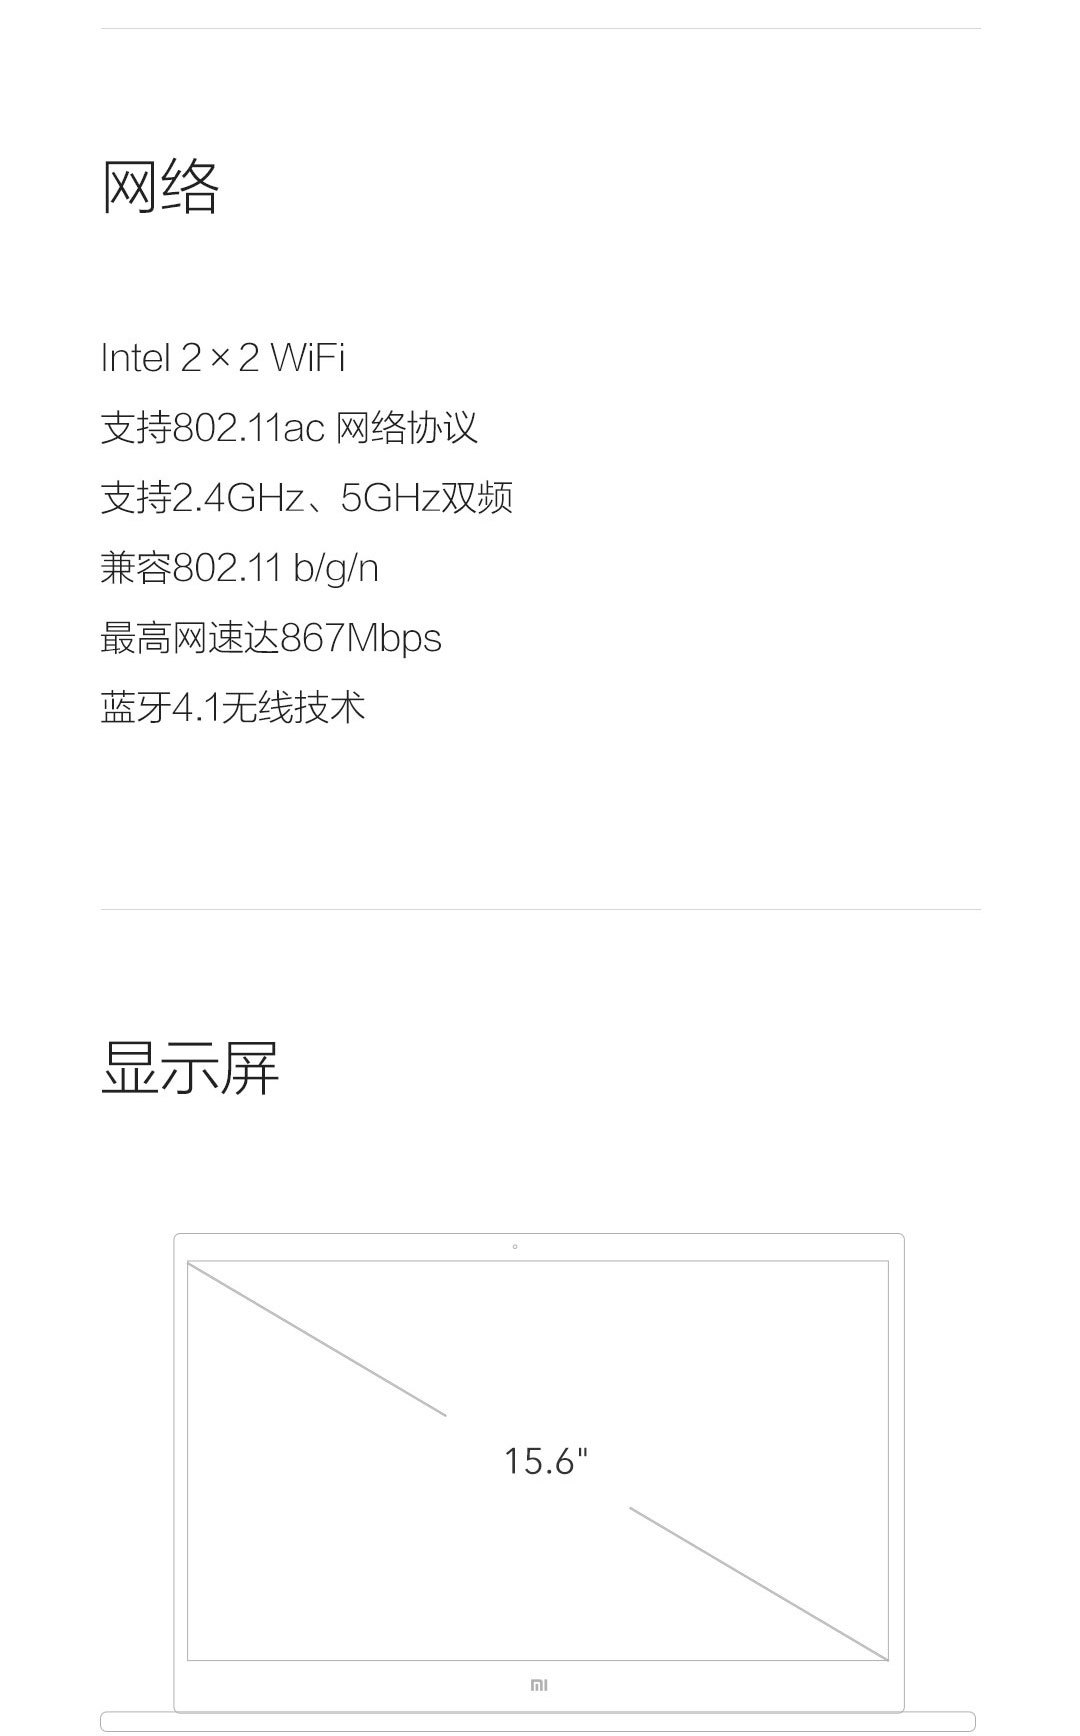 网络
Intel 2×2 WiFi
支持802.11ac 网络协议
支持2.4GHz、5GHz双频
兼容802.11 b/g/n
最高网速达867Mbps
蓝牙4.1无线技术
显示屏
15.6"
mi